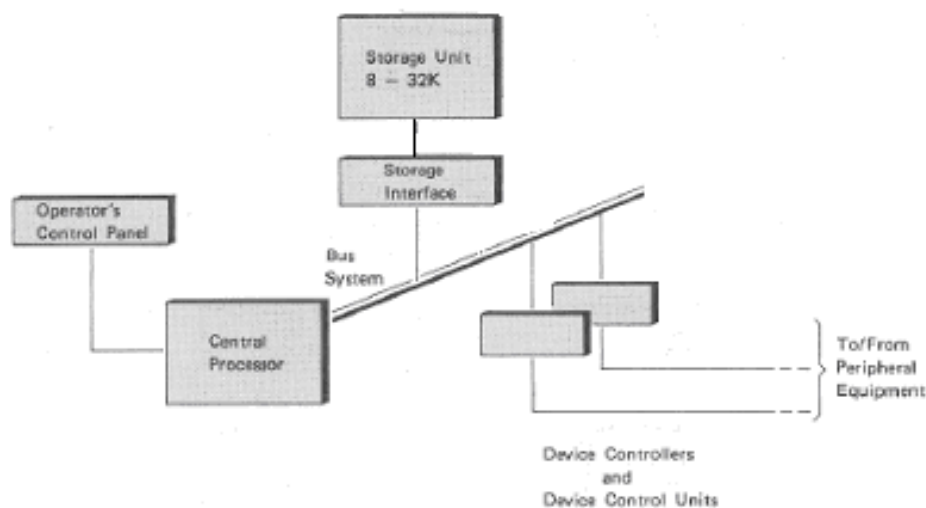 Storage Unit
8 – 32K
Storage
Interface
Operator's
Control Panel
Bus
System
Central
Processor
To/From
Peripheral
Equipment
Device Controllers
and
Device Control Units